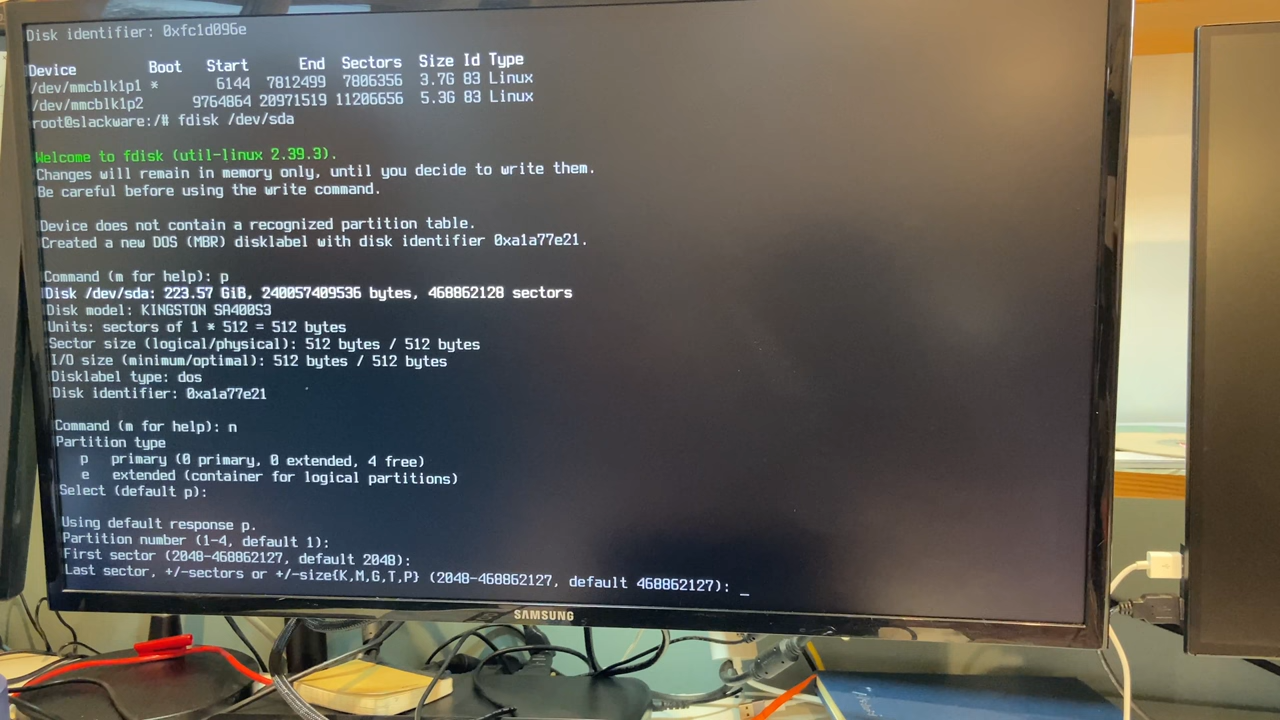 Disk identifier: 0xfc1d096e
Device Boot Start End Sectors Size Id Type
/dev/mmcblk1p1 * 6144 7812499 7806356 3.7G 83 Linux
/dev/mmcblk1p2 9764864 20971519 11206656 5.3G 83 Linux
root@slackware:/# fdisk /dev/sda
Welcome to fdisk (util-linux 2.39.3).
Changes will remain in memory only, until you decide to write them.
Be careful before using the write command.
Device does not contain a recognized partition table.
Created a new DOS (MBR) disklabel with disk identifier 0xa1a77e21.
Command (m for help): p
Disk /dev/sda: 223.57 GiB, 240057409536 bytes, 468862128 sectors
Disk model: KINGSTON SA400S3
Units: sectors of 1 * 512 = 512 bytes
Sector size (logical/physical): 512 bytes / 512 bytes
I/O size (minimum/optimal): 512 bytes / 512 bytes
Disklabel type: dos
Disk identifier: 0xa1a77e21
Command (m for help): n
Partition type
p primary (0 primary, 0 extended, 4 free)
e extended (container for logical partitions)
Select (default p):
Using default response p.
Partition number (1-4, default 1):
First sector (2048-468862127, default 2048):
Last sector, +/-sectors or +/-size{K,M,G,T,P} (2048-468862127, default 468862127): _
SAMSUNG